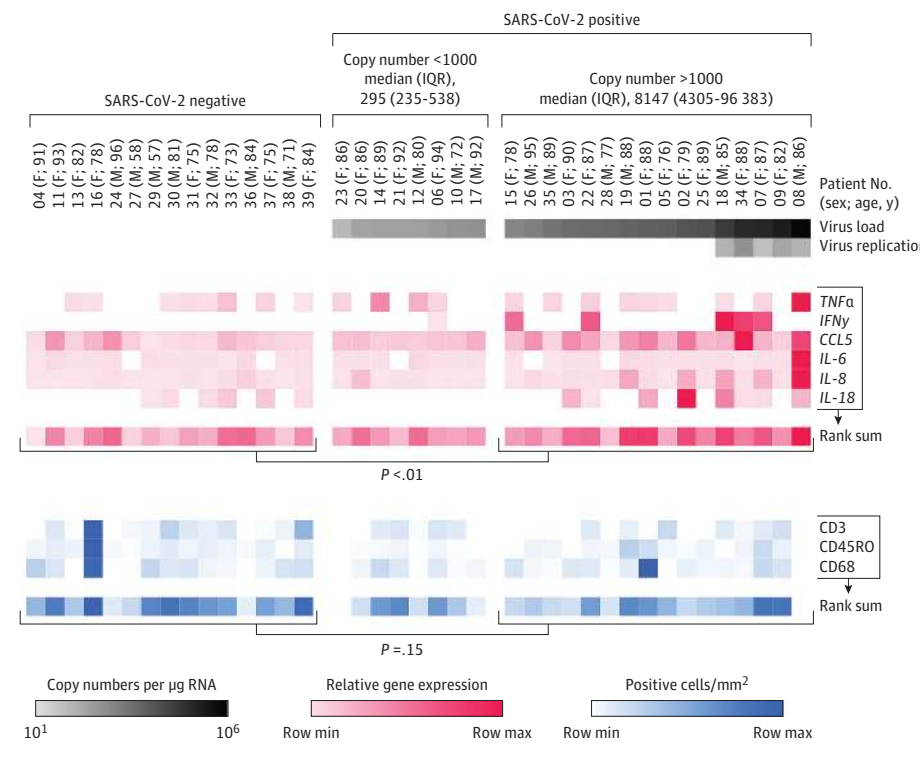 SARS-CoV-2 positive
Copy number <1000
median (IQR),
295 (235-538)
Copy number >1000
median (IQR), 8147 (4305-96 383)
SARS-CoV-2 negative
04 (F; 91)
11 (F; 93)
13 (F; 82)
16 (F; 78)
24 (M; 96)
27 (M; 58)
29 (M; 57)
30 (M; 81)
31 (F; 75)
32 (M; 78)
33 (F; 73)
36 (M; 84)
37 (F; 75)
38 (M; 71)
39 (F; 84)
23 (F; 86)
20 (F; 86)
14 (F; 89)
21 (F; 92)
12 (M; 80)
06 (F; 94)
10 (M; 72)
17 (M; 92)
15 (F; 78)
26 (M; 95)
35 (M; 89)
03 (F; 90)
22 (F; 87)
28 (M; 77)
19 (M; 88)
01 (F; 88)
05 (F; 76)
02 (F; 79)
25 (F; 89)
18 (M; 85)
34 (F; 88)
07 (F; 87)
09 (F; 82)
08 (M; 86)
Patient No.
(sex; age, y)
Virus load
Virus replication
TNFα
IFNγ
CCL5
IL-6
IL-8
IL-18
Rank sum
P <.01
CD3
CD45RO
CD68
Rank sum
P =.15
Copy numbers per µg RNA
10¹ 10⁶
Relative gene expression
Row min Row max
Positive cells/mm²
Row min Row max